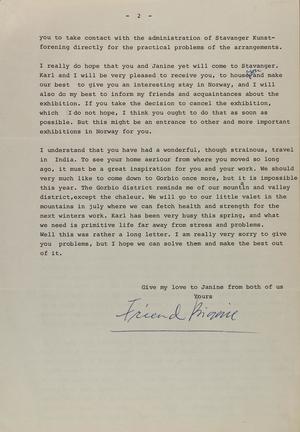 - 2 -
you to take contact with the administration of Stavanger Kunst-
forening directly for the practical problems of the arrangements.
I really do hope that you and Janine yet will come to Stavanger.
Karl and I will be very pleased to receive you, to house you and make
our best to give you an interesting stay in Norway, and I will
also do my best to inform my friends and acquaintances about the
exhibition. If you take the decision to cancel the exhibition,
which I do not hope, I think you ought to do that as soon as
possible. But this might be an entrance to other and more important
exhibitions in Norway for you.
I understand that you have had a wonderful, though strainous, travel
in India. To see your home aeriour from where you moved so long
ago, it must be a great inspiration for you and your work. We should
very much like to come down to Gorbio once more, but it is impossible
this year. The Gorbio district reminds me of our mountain and valley
district,except the chaleur. We will go to our little valet in the
mountains in july where we can fetch health and strength for the
next winters work. Karl has been very busy this spring, and what
we need is primitive life far away from stress and problems.
Well this was rather a long letter. I am really very sorry to give
you problems, but I hope we can solve them and make the best out
of it.
Give my love to Janine from both of us
Yours
Friend